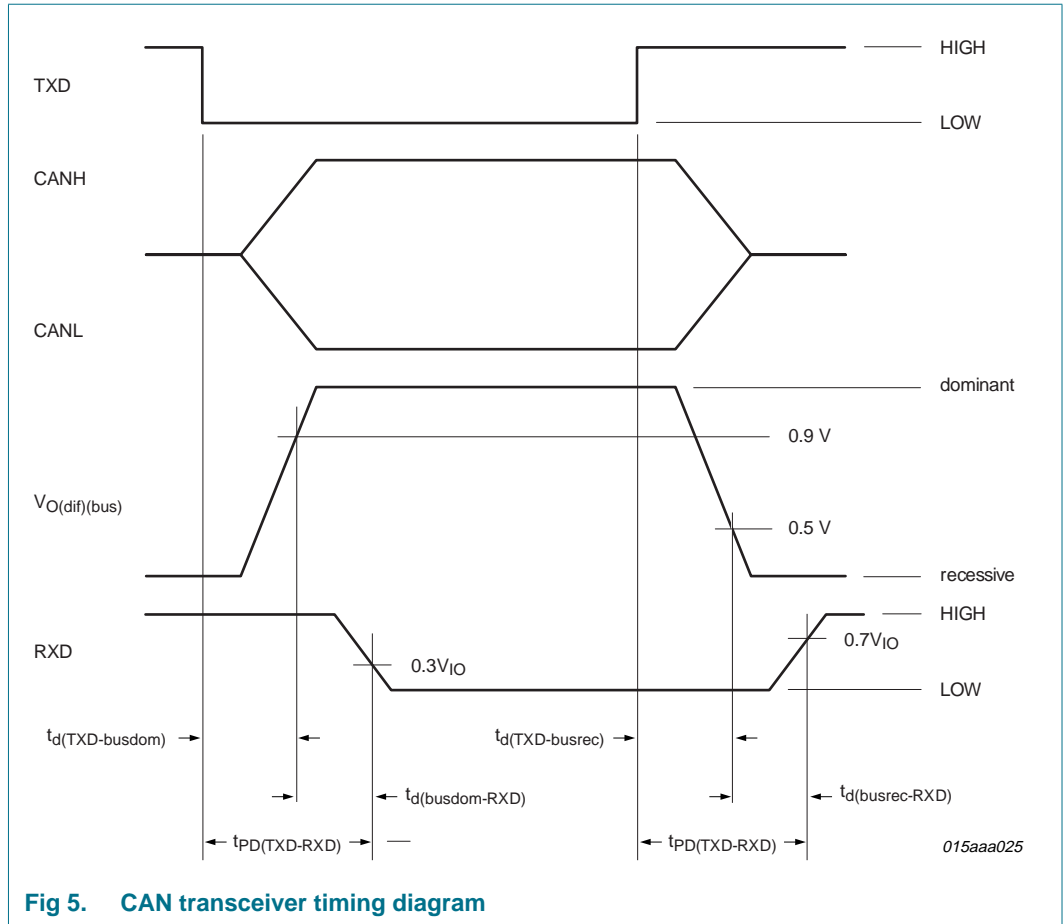 HIGH
TXD
LOW
CANH
CANL
dominant
0.9 V
VO(dif)(bus)
0.5 V
recessive
HIGH
RXD
0.3VIO
0.7VIO
LOW
td(TXD-busdom)
td(TXD-busrec)
td(busdom-RXD)
td(busrec-RXD)
tPD(TXD-RXD)
tPD(TXD-RXD)
015aaa025
Fig 5. CAN transceiver timing diagram